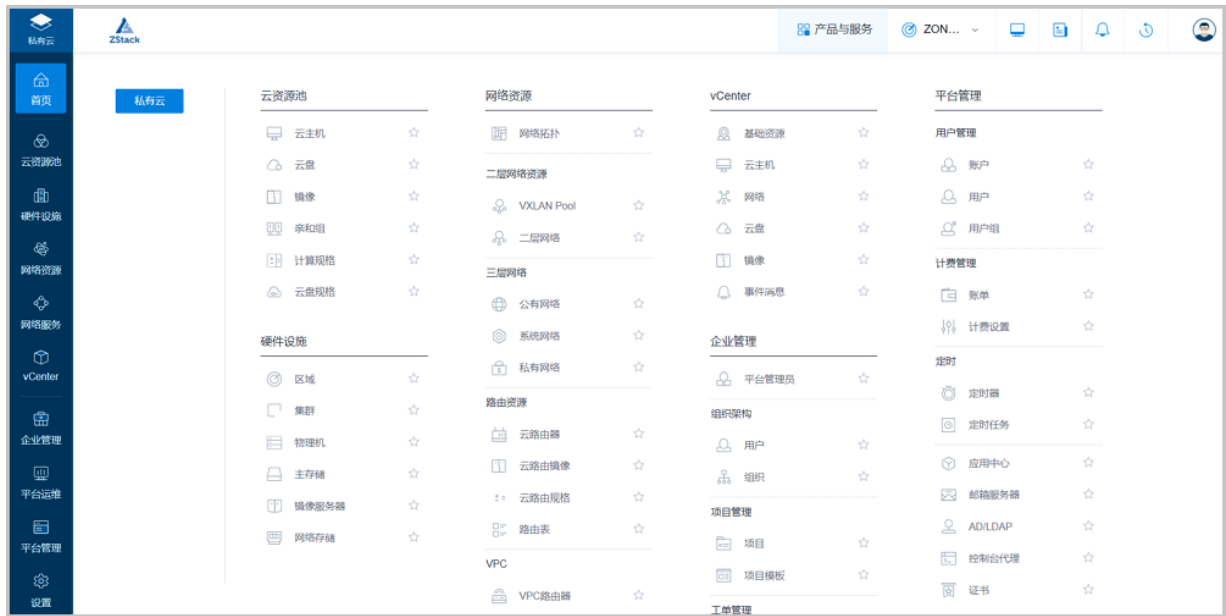 私有云
ZStack
产品与服务
ZON...
首页
云资源池
硬件设施
网络资源
网络服务
vCenter
企业管理
平台运维
平台管理
设置
私有云
云资源池
云主机
云盘
镜像
亲和组
计算规格
云盘规格
硬件设施
区域
集群
物理机
主存储
镜像服务器
网络存储
网络资源
网络拓扑
二层网络资源
VXLAN Pool
二层网络
三层网络
公有网络
系统网络
私有网络
路由资源
云路由器
云路由镜像
云路由规格
路由表
VPC
VPC路由器
vCenter
基础资源
云主机
网络
云盘
镜像
事件消息
企业管理
平台管理员
组织架构
用户
组织
项目管理
项目
项目模板
工单管理
平台管理
用户管理
账户
用户
用户组
计费管理
账单
计费设置
定时
定时器
定时任务
应用中心
邮箱服务器
AD/LDAP
控制台代理
证书